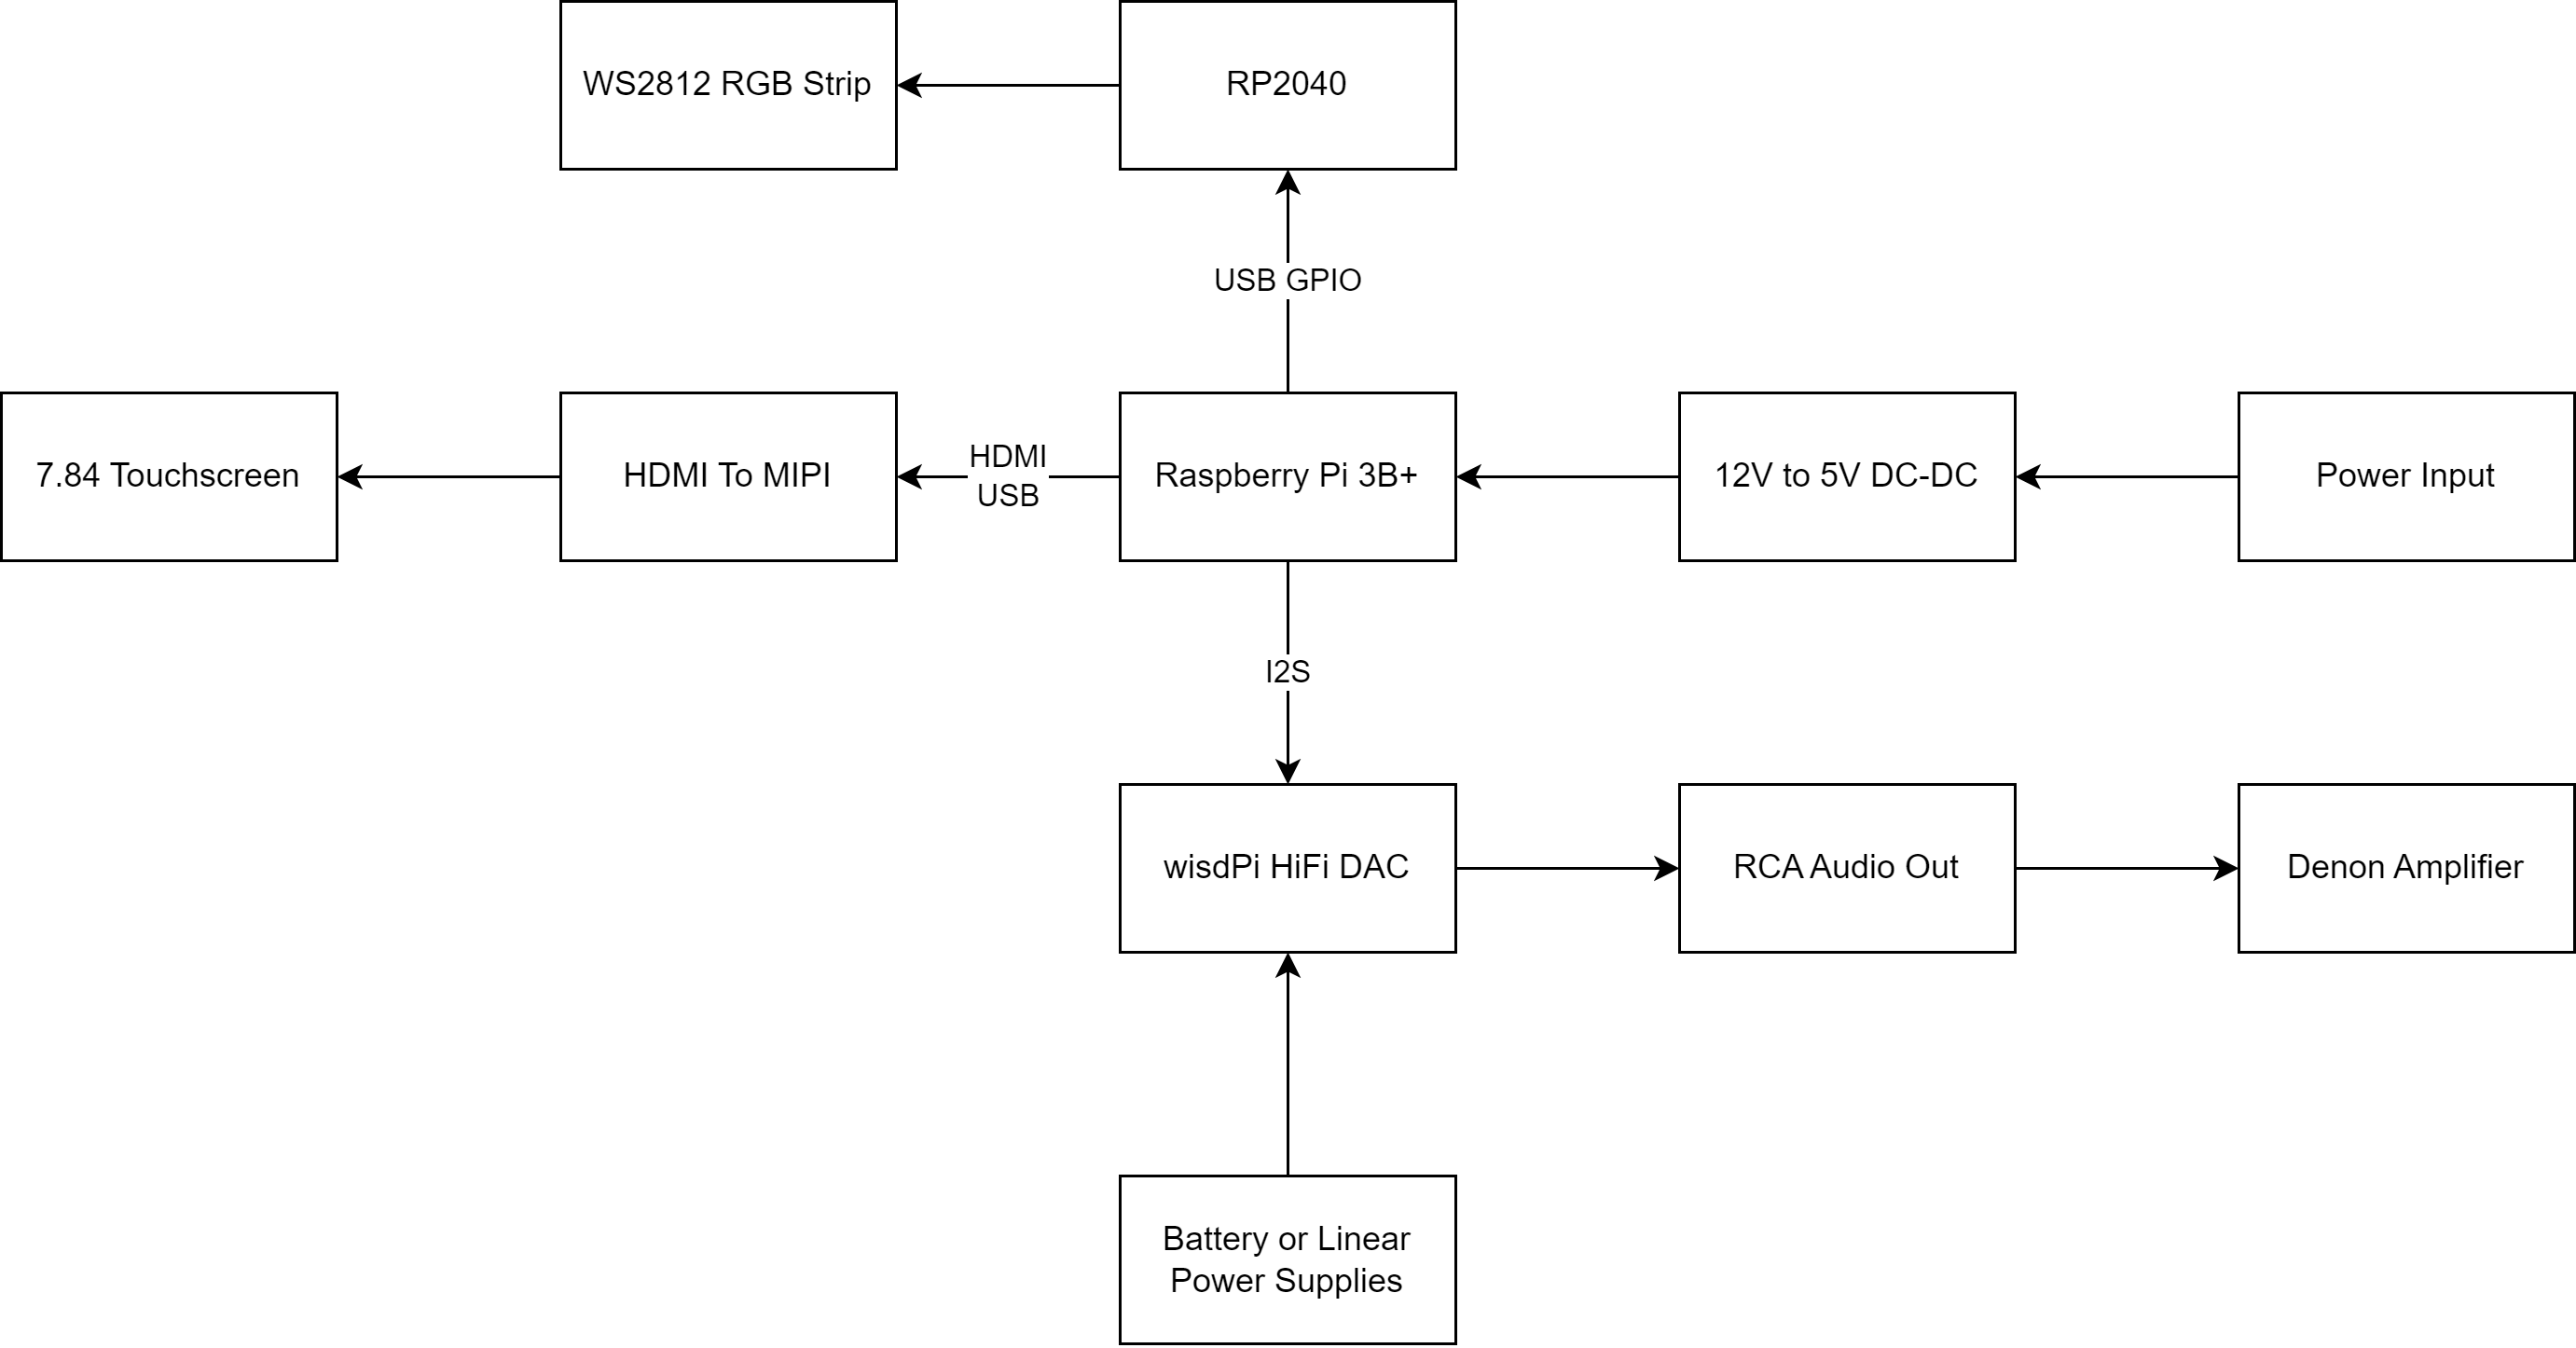 WS2812 RGB Strip
RP2040
USB GPIO
7.84 Touchscreen
HDMI To MIPI
HDMI
USB
Raspberry Pi 3B+
12V to 5V DC-DC
Power Input
I2S
wisdPi HiFi DAC
RCA Audio Out
Denon Amplifier
Battery or Linear
Power Supplies